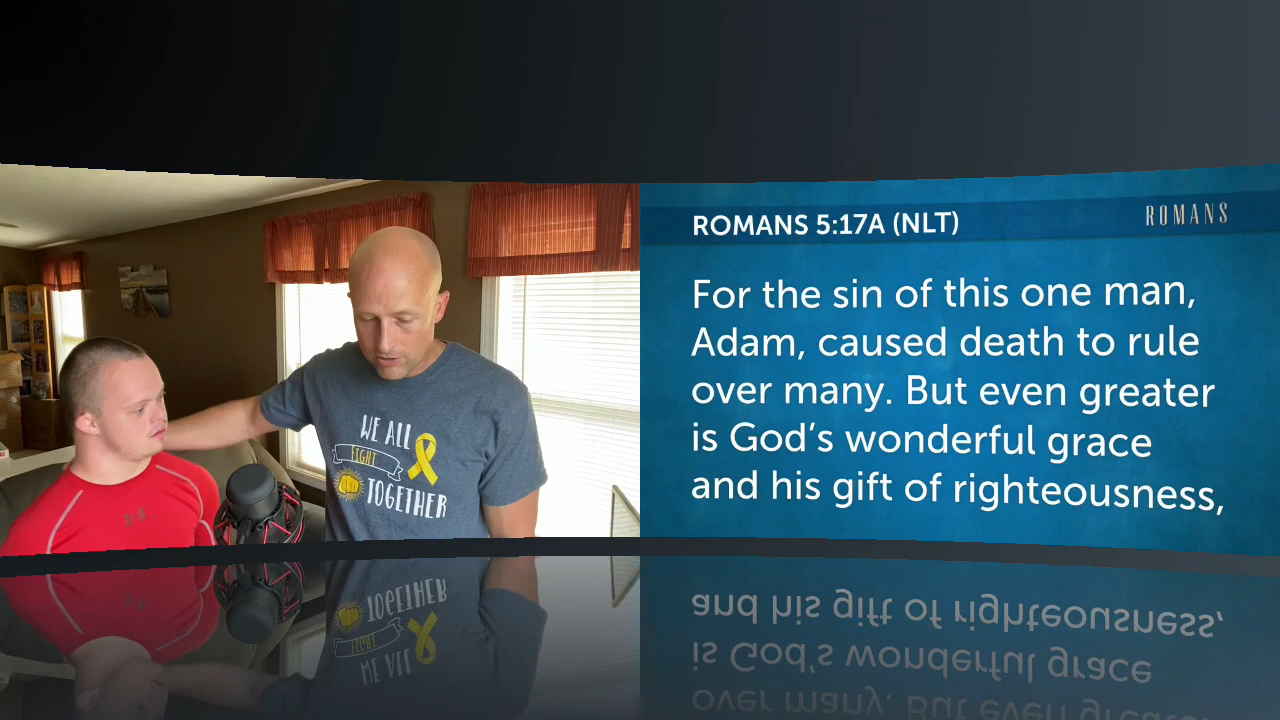 WE ALL
FIGHT
TOGETHER
ROMANS 5:17A (NLT)
ROMANS
For the sin of this one man,
Adam, caused death to rule
over many. But even greater
is God's wonderful grace
and his gift of righteousness,